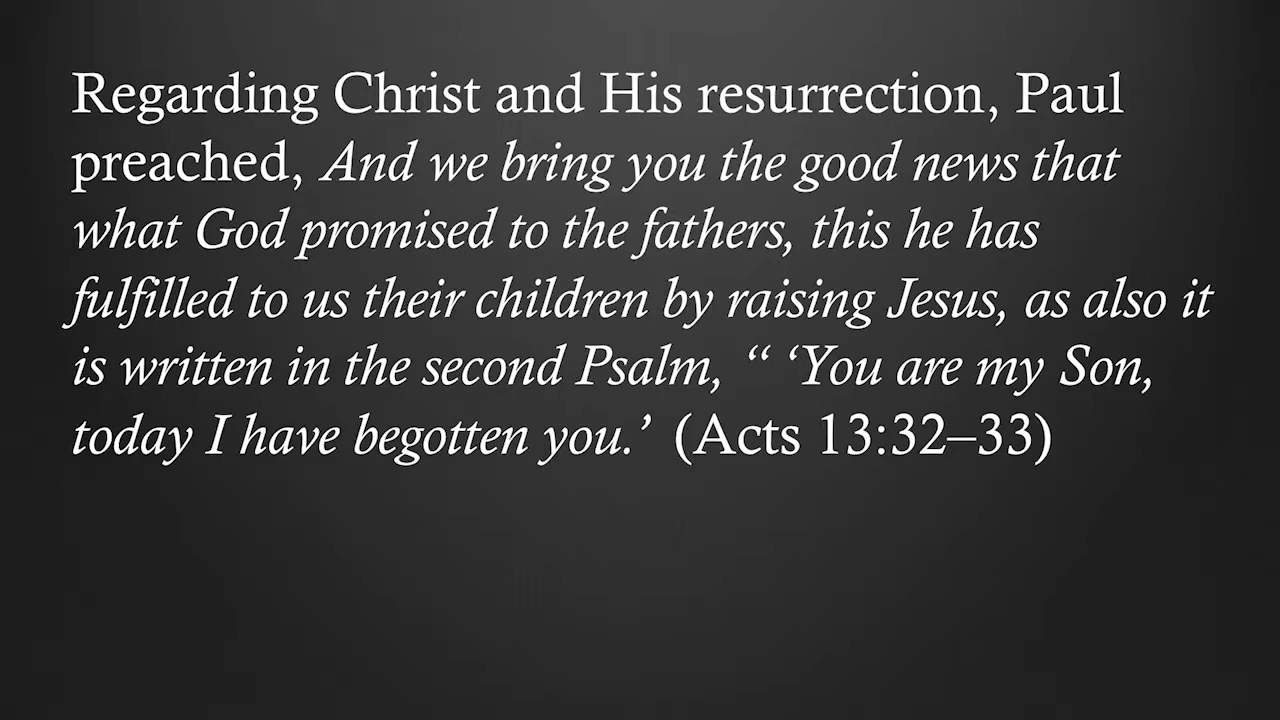 Regarding Christ and His resurrection, Paul
preached, And we bring you the good news that
what God promised to the fathers, this he has
fulfilled to us their children by raising Jesus, as also it
is written in the second Psalm, “ ‘You are my Son,
today I have begotten you.’ (Acts 13:32–33)